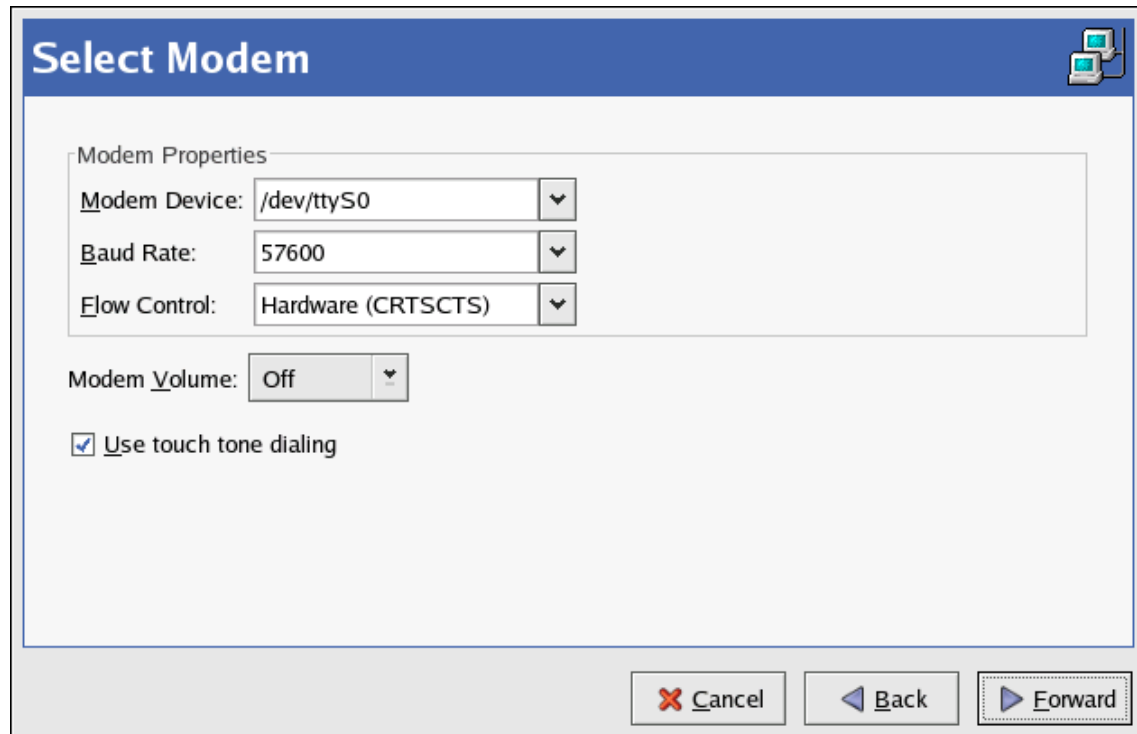 Select Modem
Modem Properties
Modem Device: /dev/ttyS0
Baud Rate: 57600
Flow Control: Hardware (CRTSCTS)
Modem Volume: Off
Use touch tone dialing
Cancel Back Forward